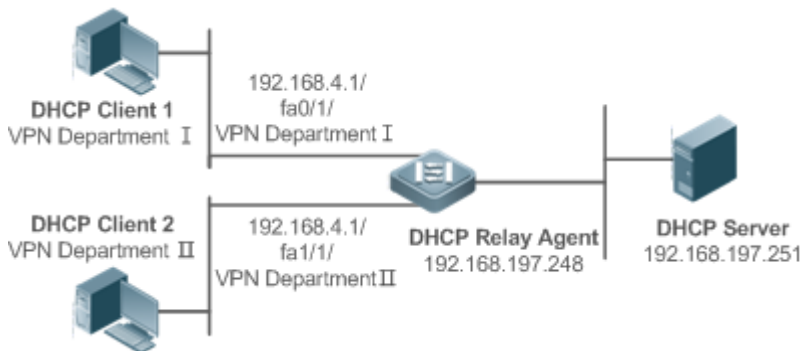 DHCP Client 1
VPN Department Ⅰ
192.168.4.1/
fa0/1/
VPN Department Ⅰ
DHCP Client 2
VPN Department Ⅱ
192.168.4.1/
fa1/1/
VPN DepartmentⅡ
DHCP Relay Agent
192.168.197.248
DHCP Server
192.168.197.251